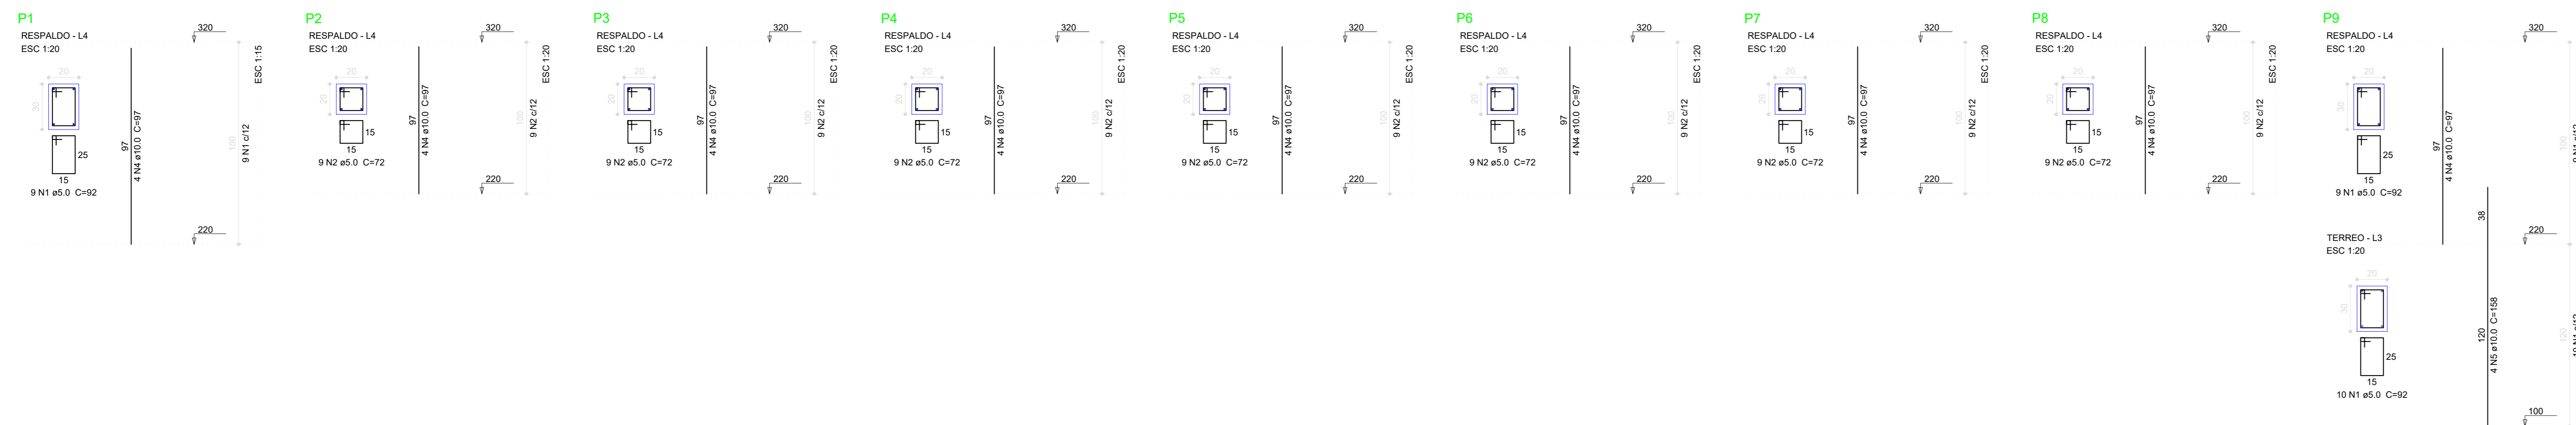 P1
RESPALDO - L4
ESC 1:20
20
30
25
15
9 N1 ø5.0 C=92
97
4 N4 ø10.0 C=97
320
220
100
9 N1 c/12
ESC 1:15
P2
RESPALDO - L4
ESC 1:20
20
20
15
15
9 N2 ø5.0 C=72
97
4 N4 ø10.0 C=97
320
220
100
9 N2 c/12
ESC 1:20
P3
RESPALDO - L4
ESC 1:20
20
20
15
15
9 N2 ø5.0 C=72
97
4 N4 ø10.0 C=97
320
220
100
9 N2 c/12
ESC 1:20
P4
RESPALDO - L4
ESC 1:20
20
20
15
15
9 N2 ø5.0 C=72
97
4 N4 ø10.0 C=97
320
220
100
9 N2 c/12
ESC 1:20
P5
RESPALDO - L4
ESC 1:20
20
20
15
15
9 N2 ø5.0 C=72
97
4 N4 ø10.0 C=97
320
220
100
9 N2 c/12
ESC 1:20
P6
RESPALDO - L4
ESC 1:20
20
20
15
15
9 N2 ø5.0 C=72
97
4 N4 ø10.0 C=97
320
220
100
9 N2 c/12
ESC 1:20
P7
RESPALDO - L4
ESC 1:20
20
20
15
15
9 N2 ø5.0 C=72
97
4 N4 ø10.0 C=97
320
220
100
9 N2 c/12
ESC 1:20
P8
RESPALDO - L4
ESC 1:20
20
20
15
15
9 N2 ø5.0 C=72
97
4 N4 ø10.0 C=97
320
220
100
9 N2 c/12
ESC 1:20
P9
RESPALDO - L4
ESC 1:20
20
30
25
15
9 N1 ø5.0 C=92
97
4 N4 ø10.0 C=97
320
220
100
9 N1 c/12
TERREO - L3
ESC 1:20
20
30
25
15
10 N1 ø5.0 C=92
38
120
4 N5 ø10.0 C=158
100
120
10 N1 c/12